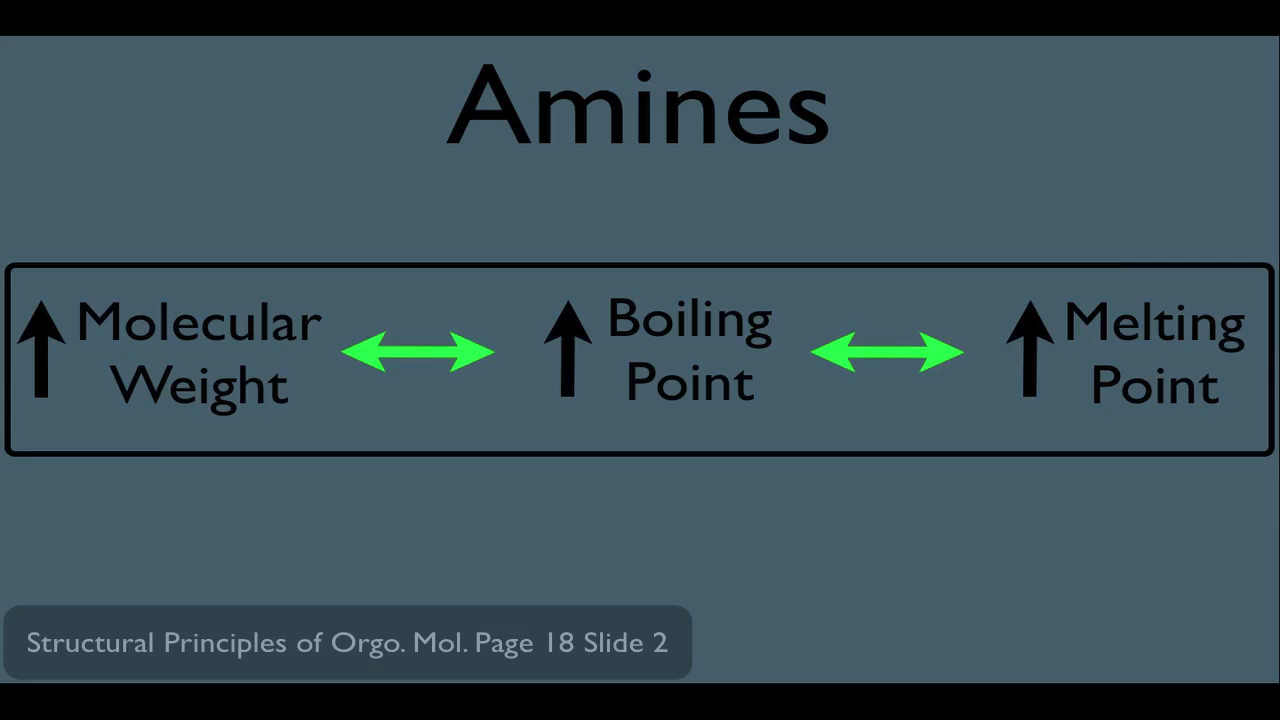 Amines
Molecular
Weight
Boiling
Point
Melting
Point
Structural Principles of Orgo. Mol. Page 18 Slide 2